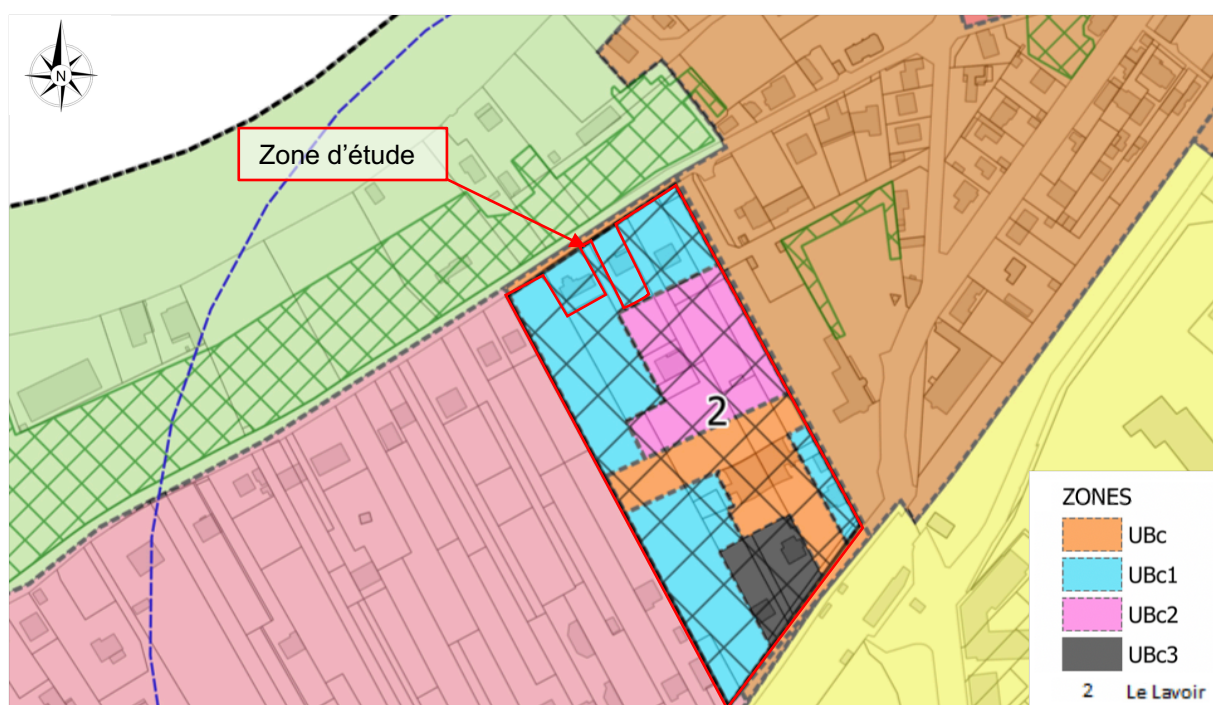 N
Zone d'étude
2
ZONES
UBc
UBc1
UBc2
UBc3
2 Le Lavoir